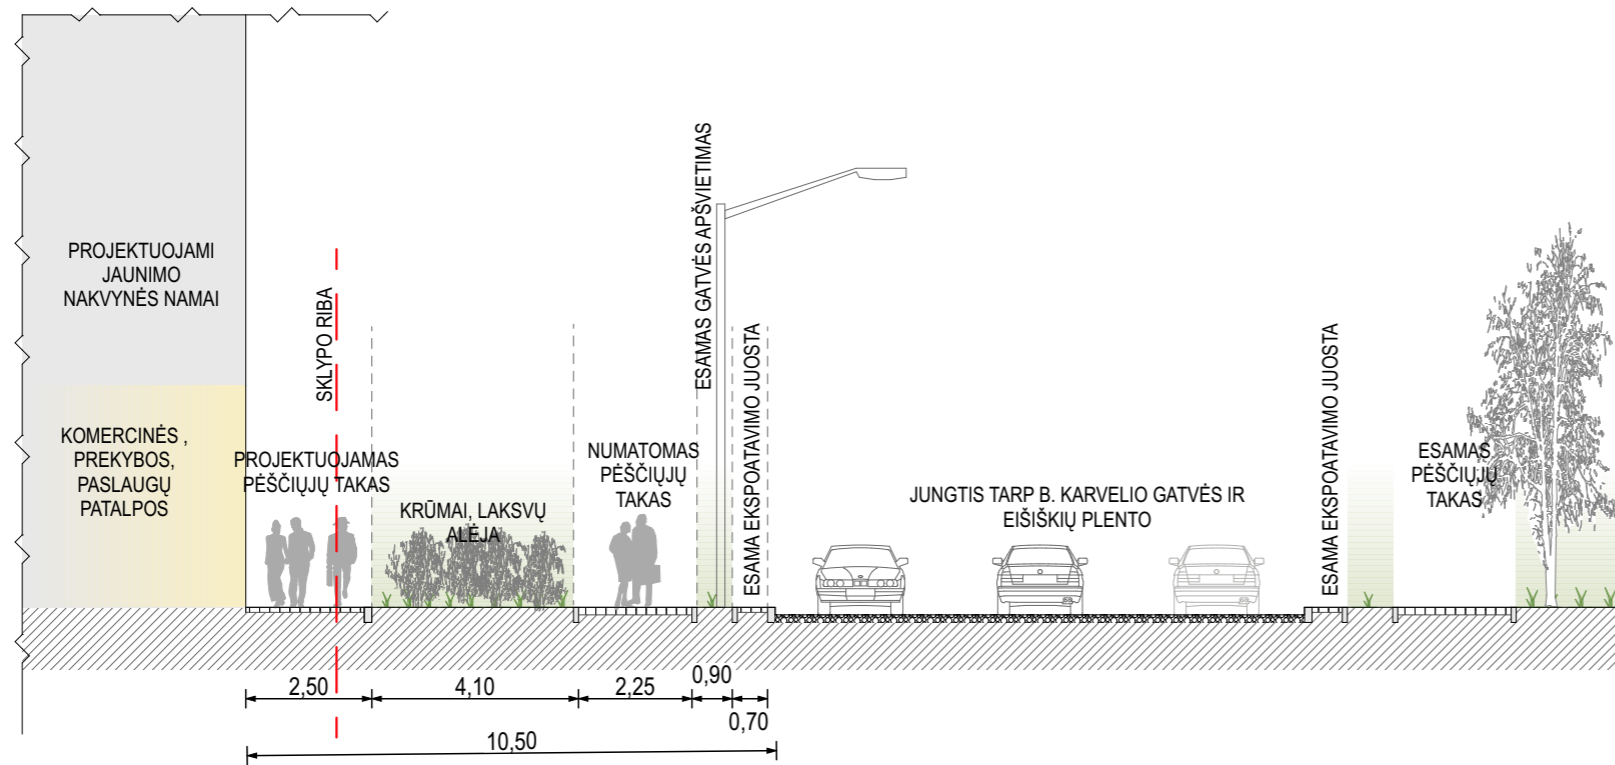 PROJEKTUOJAMI
JAUNIMO
NAKVYNĖS NAMAI
KOMERCINĖS ,
PREKYBOS,
PASLAUGŲ
PATALPOS
SKLYPO RIBA
PROJEKTUOJAMAS
PĖŠČIŲJŲ TAKAS
KRŪMAI, LAKSVŲ
ALĖJA
NUMATOMAS
PĖŠČIŲJŲ
TAKAS
ESAMAS GATVĖS APŠVIETIMAS
ESAMA EKSPOATAVIMO JUOSTA
JUNGTIS TARP B. KARVELIO GATVĖS IR
EIŠIŠKIŲ PLENTO
ESAMA EKSPOATAVIMO JUOSTA
ESAMAS
PĖŠČIŲJŲ
TAKAS
2,50
4,10
2,25
0,90
0,70
10,50